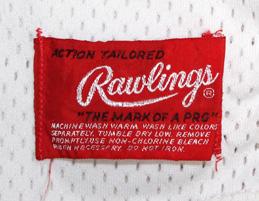 ACTION TAILORED
Rawlings®
"THE MARK OF A PRO"
MACHINE WASH WARM. WASH LIKE COLORS
SEPARATELY. TUMBLE DRY LOW. REMOVE
PROMPTLY. USE NON-CHLORINE BLEACH
WHEN NECESSARY. DO NOT IRON.